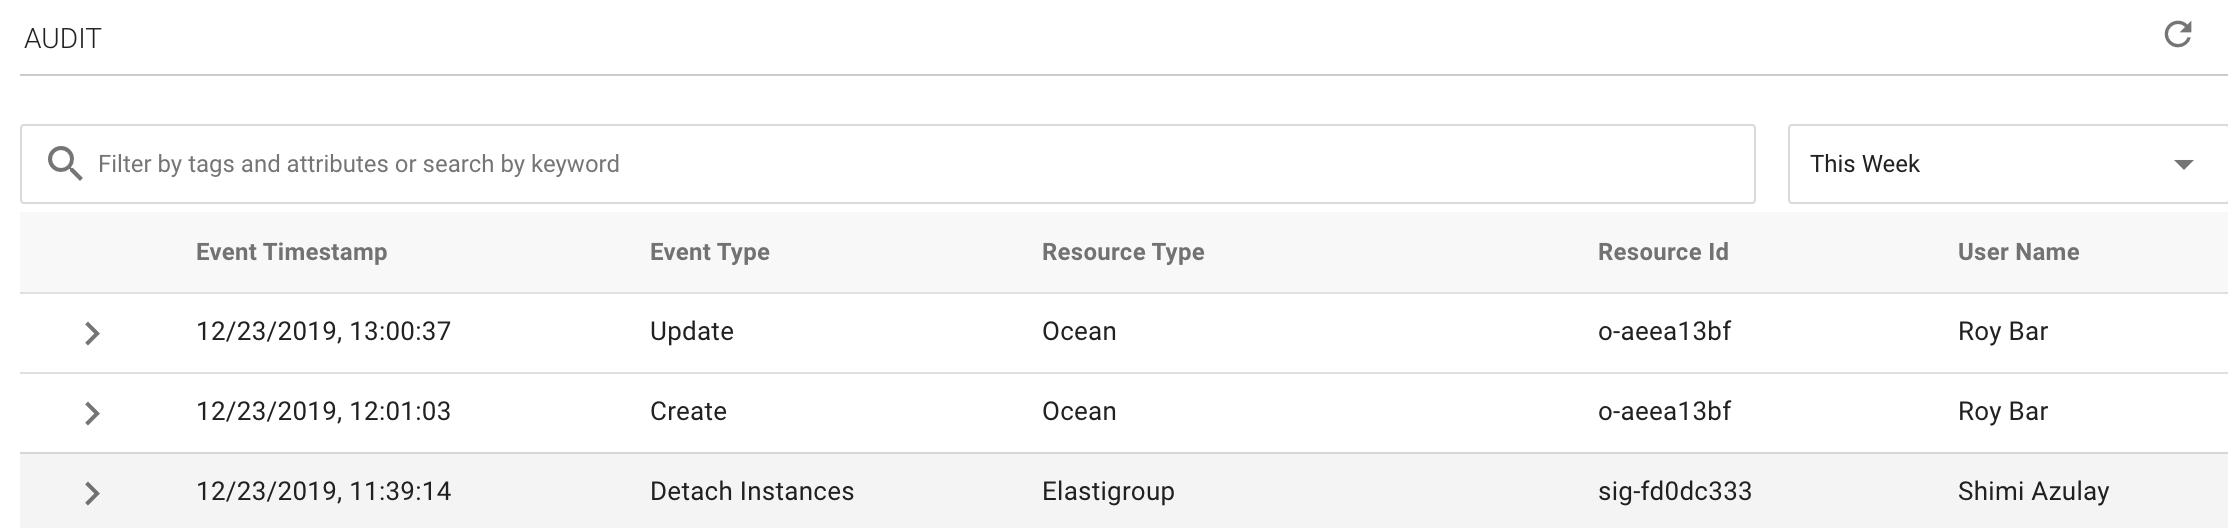 AUDIT
Filter by tags and attributes or search by keyword
This Week
Event Timestamp Event Type Resource Type Resource Id User Name
12/23/2019, 13:00:37 Update Ocean o-aeea13bf Roy Bar
12/23/2019, 12:01:03 Create Ocean o-aeea13bf Roy Bar
12/23/2019, 11:39:14 Detach Instances Elastigroup sig-fd0dc333 Shimi Azulay